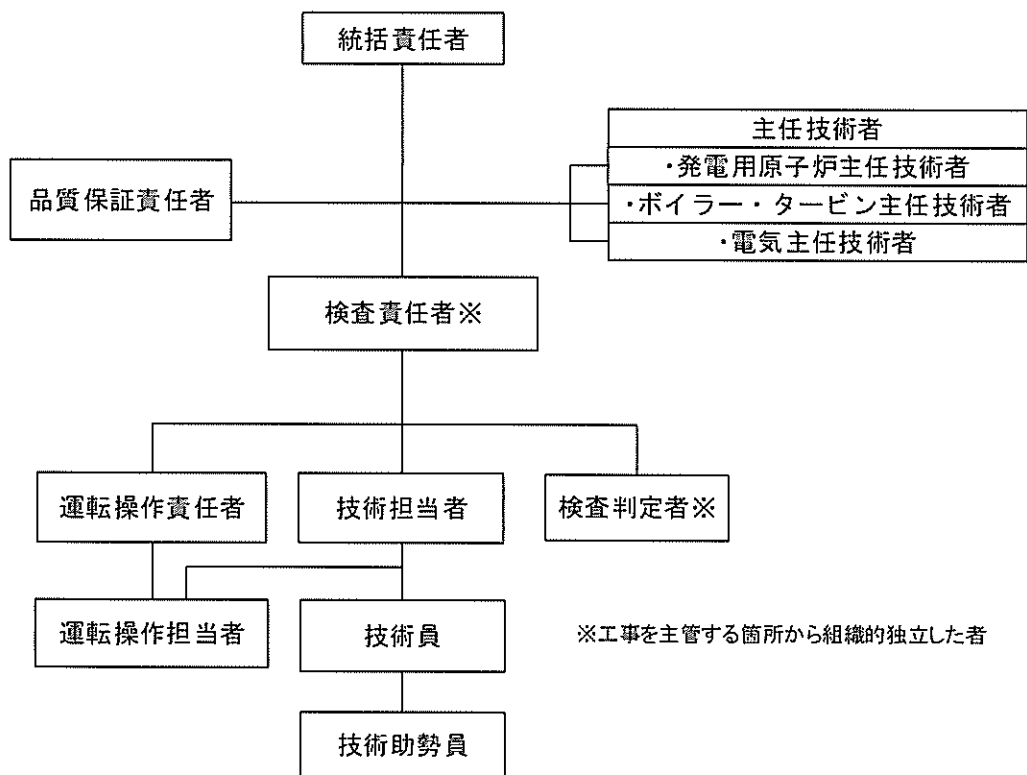 統括責任者
主任技術者
・発電用原子炉主任技術者
品質保証責任者
・ボイラー・タービン主任技術者
・電気主任技術者
検査責任者※
運転操作責任者
技術担当者
検査判定者※
運転操作担当者
技術員
※工事を主管する箇所から組織的独立した者
技術助勢員